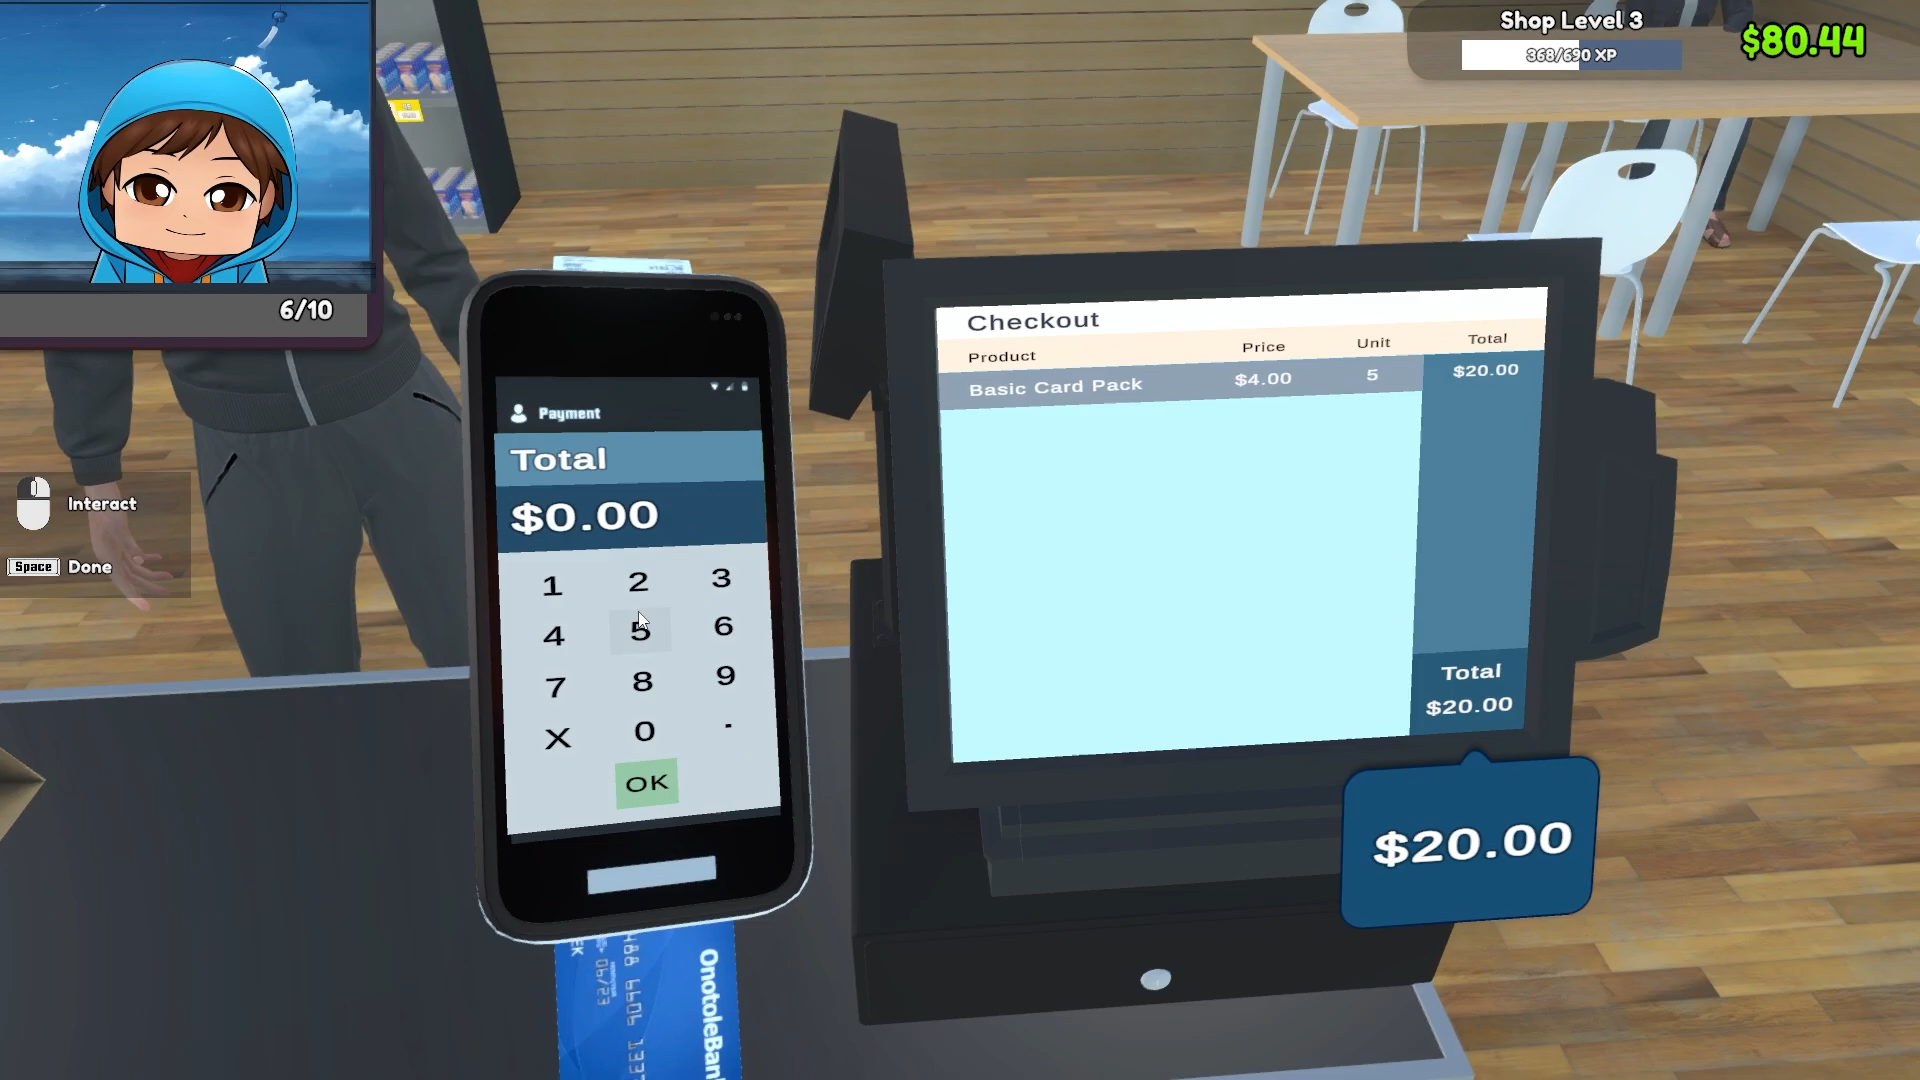 Shop Level 3
368/690 XP
$80.44
6/10
Interact
Space Done
Payment
Total
$0.00
1 2 3
4 5 6
7 8 9
X 0 .
OK
Checkout
Product Price Unit Total
Basic Card Pack $4.00 5 $20.00
Total
$20.00
$20.00
OnotoleBank